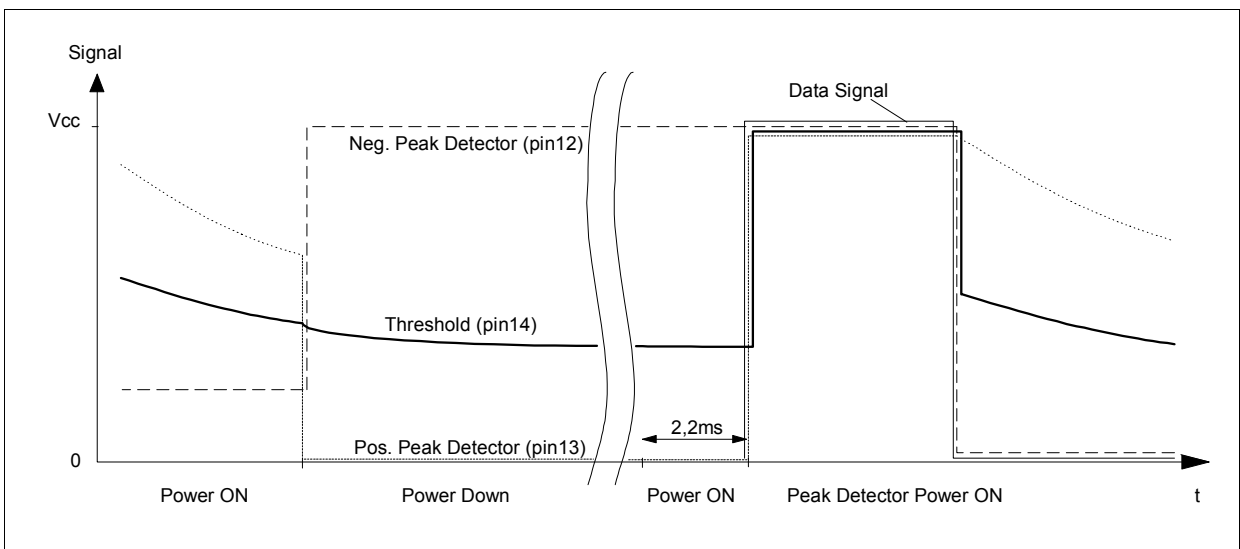 Signal
Data Signal
Vcc
Neg. Peak Detector (pin12)
Threshold (pin14)
2,2ms
Pos. Peak Detector (pin13)
0
Power ON
Power Down
Power ON
Peak Detector Power ON
t